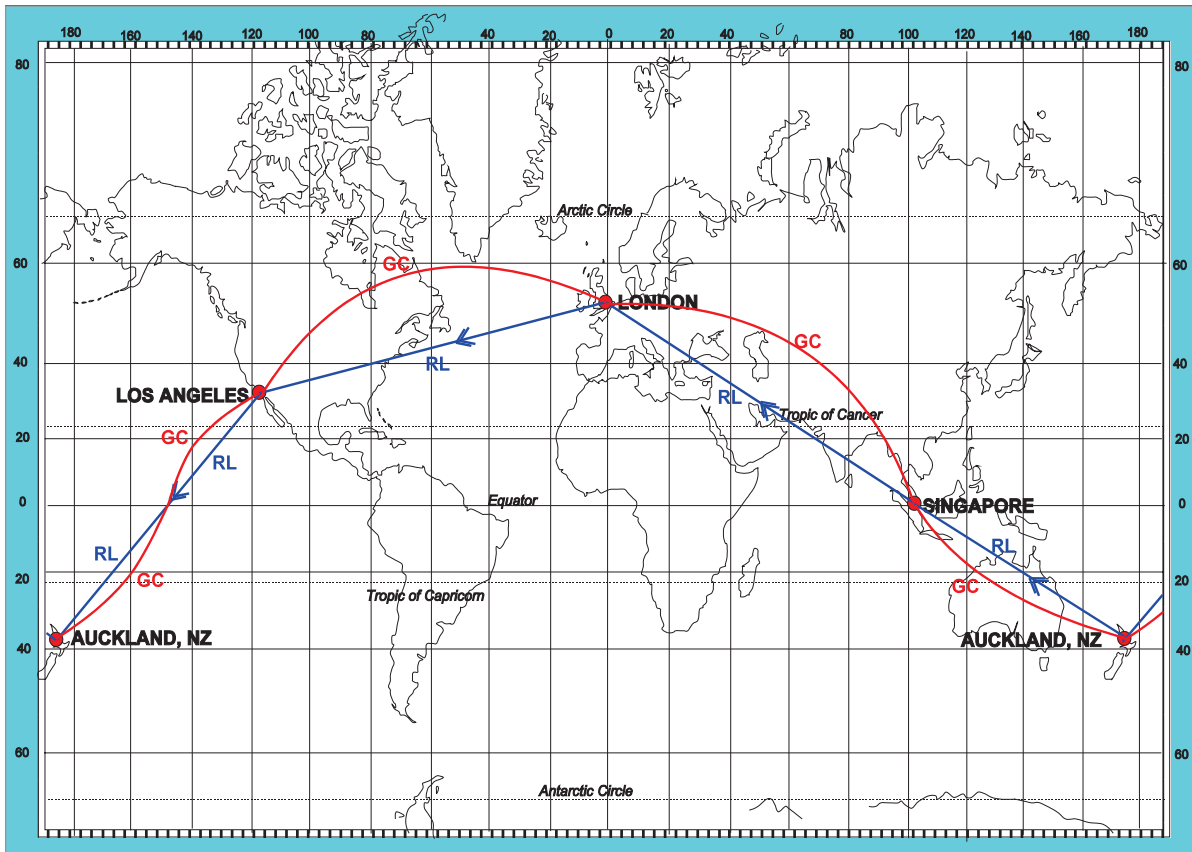 180 160 140 120 100 80 60 40 20 0 20 40 60 80 100 120 140 160 180
80 80
Arctic Circle
60 GC 60
LONDON
GC
40 RL 40
LOS ANGELES
RL
Tropic of Cancer
20 GC 20
RL
0 Equator SINGAPORE 0
RL RL
20 GC GC 20
Tropic of Capricorn
AUCKLAND, NZ AUCKLAND, NZ
40 40
60 60
Antarctic Circle